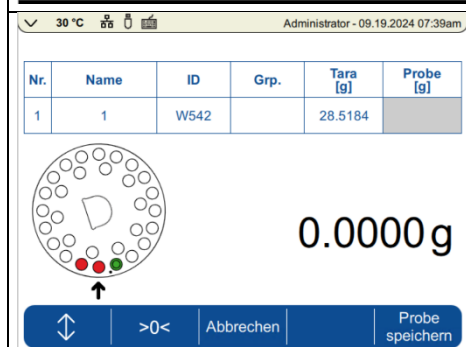 30 °C Administrator - 09.19.2024 07:39am
Nr. Name ID Grp. Tara [g] Probe [g]
1 1 W542 28.5184
0.0000 g
>0< Abbrechen Probe speichern